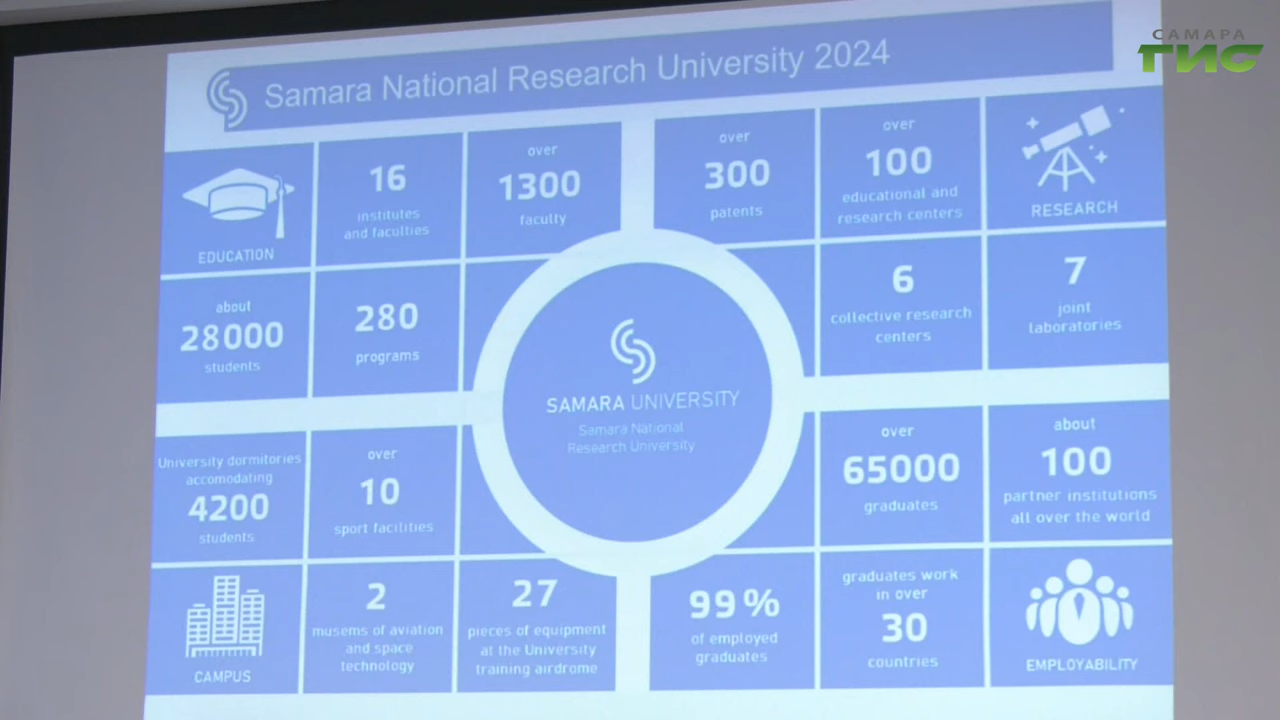 САМАРА
ГИС
Samara National Research University 2024
EDUCATION
16
institutes
and faculties
over
1300
faculty
about
28000
students
280
programs
over
300
patents
over
100
educational and
research centers
RESEARCH
6
collective research
centers
7
joint
laboratories
SAMARA UNIVERSITY
Samara National
Research University
University dormitories
accomodating
4200
students
over
10
sport facilities
CAMPUS
2
musems of aviation
and space
technology
27
pieces of equipment
at the University
training airdrome
over
65000
graduates
about
100
partner institutions
all over the world
99%
of employed
graduates
graduates work
in over
30
countries
EMPLOYABILITY